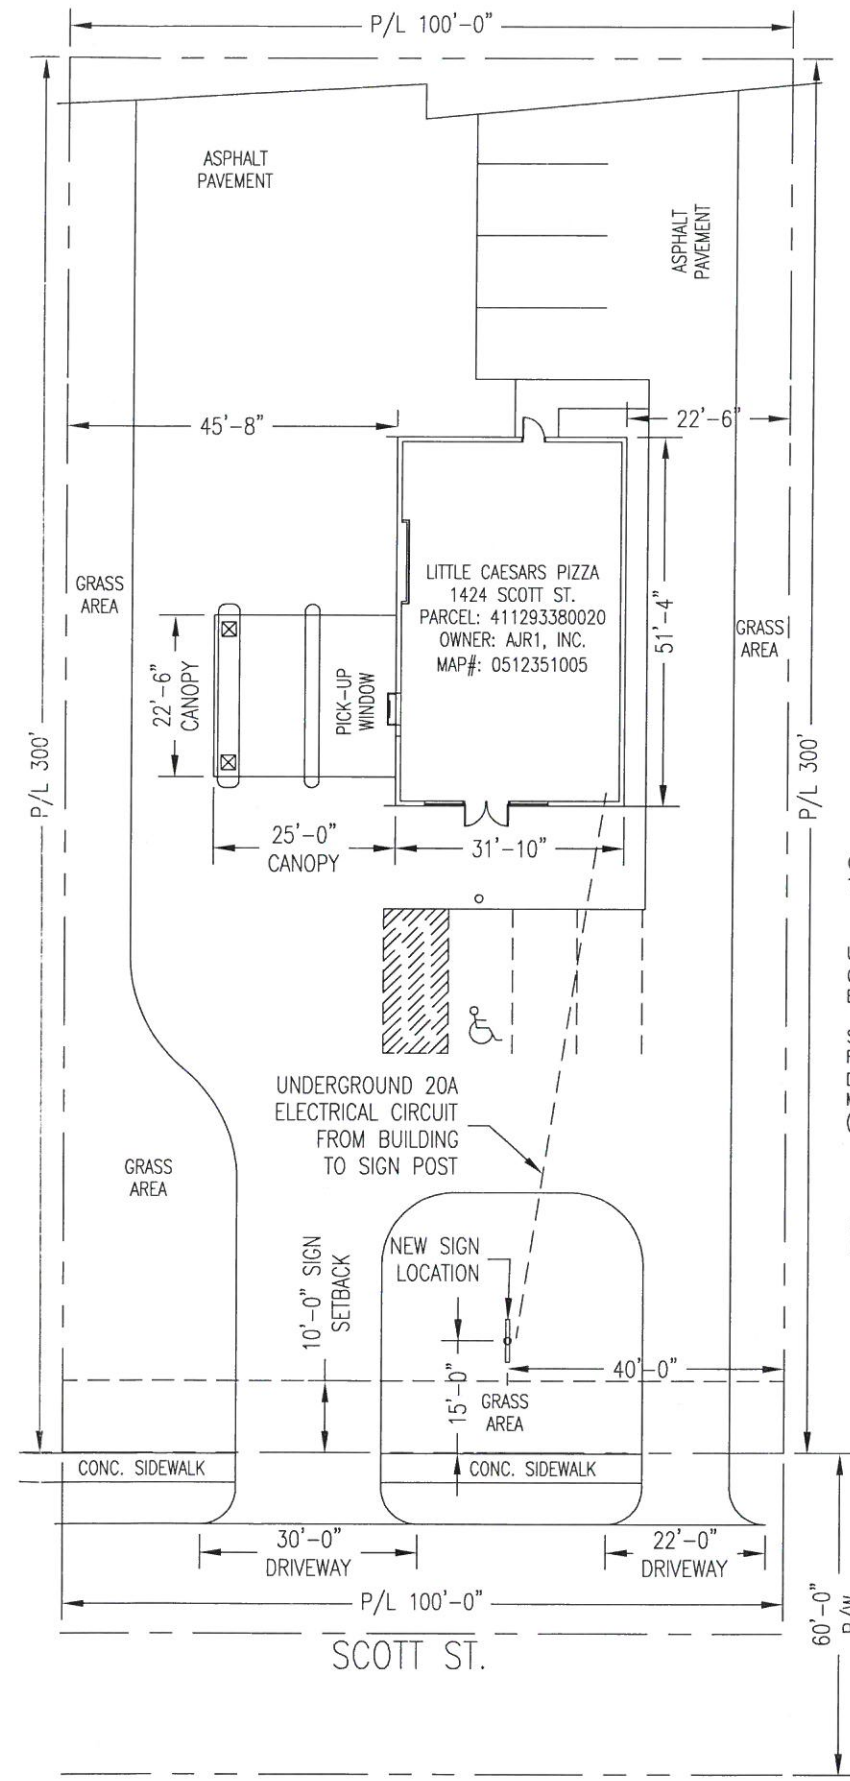 P/L 100'-0"
ASPHALT
PAVEMENT
ASPHALT
PAVEMENT
45'-8"
22'-6"
GRASS
AREA
LITTLE CAESARS PIZZA
1424 SCOTT ST.
PARCEL: 411293380020
OWNER: AJR1, INC.
MAP#: 0512351005
51'-4"
GRASS
AREA
22'-6"
CANOPY
PICK-UP
WINDOW
P/L 300'
P/L 300'
25'-0"
CANOPY
31'-10"
UNDERGROUND 20A
ELECTRICAL CIRCUIT
FROM BUILDING
TO SIGN POST
GRASS
AREA
10'-0" SIGN
SETBACK
NEW SIGN
LOCATION
15'-0"
40'-0"
GRASS
AREA
CONC. SIDEWALK
CONC. SIDEWALK
30'-0"
DRIVEWAY
22'-0"
DRIVEWAY
P/L 100'-0"
60'-0"
SCOTT ST.